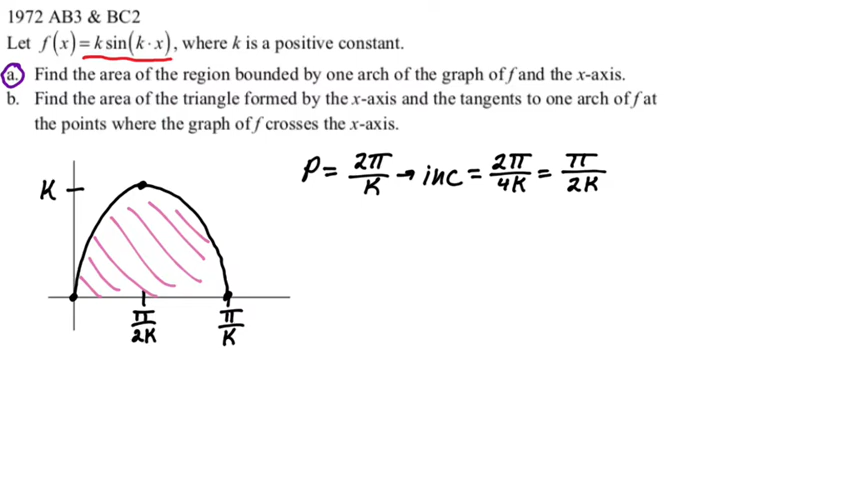 1972 AB3 & BC2
Let f(x) = k sin(k · x), where k is a positive constant.
a. Find the area of the region bounded by one arch of the graph of f and the x-axis.
b. Find the area of the triangle formed by the x-axis and the tangents to one arch of f at
the points where the graph of f crosses the x-axis.
P = 2π/K → inc = 2π/4K = π/2K
K
π/2K π/K